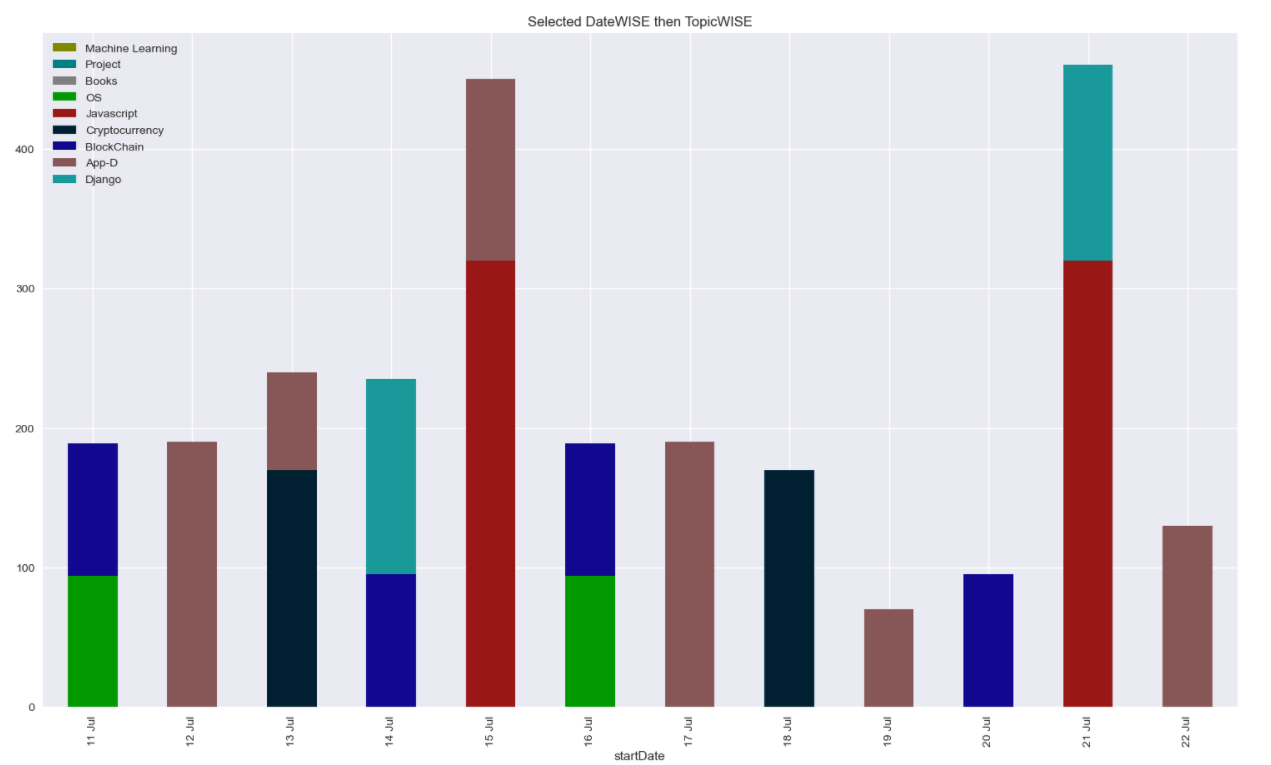 Selected DateWISE then TopicWISE
Machine Learning
Project
Books
OS
Javascript
Cryptocurrency
BlockChain
App-D
Django
400
300
200
100
0
11 Jul
12 Jul
13 Jul
14 Jul
15 Jul
16 Jul
17 Jul
18 Jul
19 Jul
20 Jul
21 Jul
22 Jul
startDate